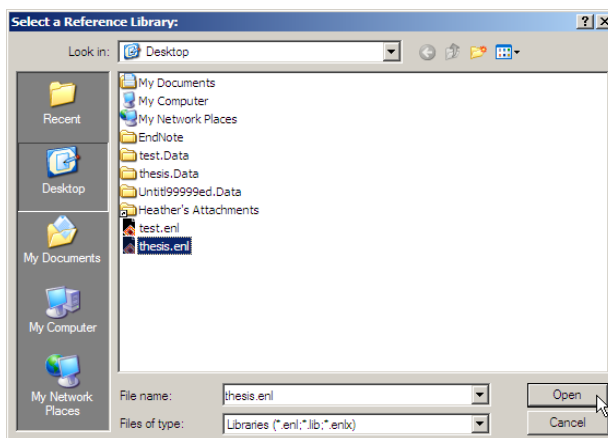 Select a Reference Library:
Look in: Desktop
My Documents
My Computer
My Network Places
EndNote
test.Data
thesis.Data
Untitl99999ed.Data
Heather's Attachments
test.enl
thesis.enl
Recent
Desktop
My Documents
My Computer
My Network
Places
File name: thesis.enl Open
Files of type: Libraries (*.enl;*.lib;*.enlx) Cancel